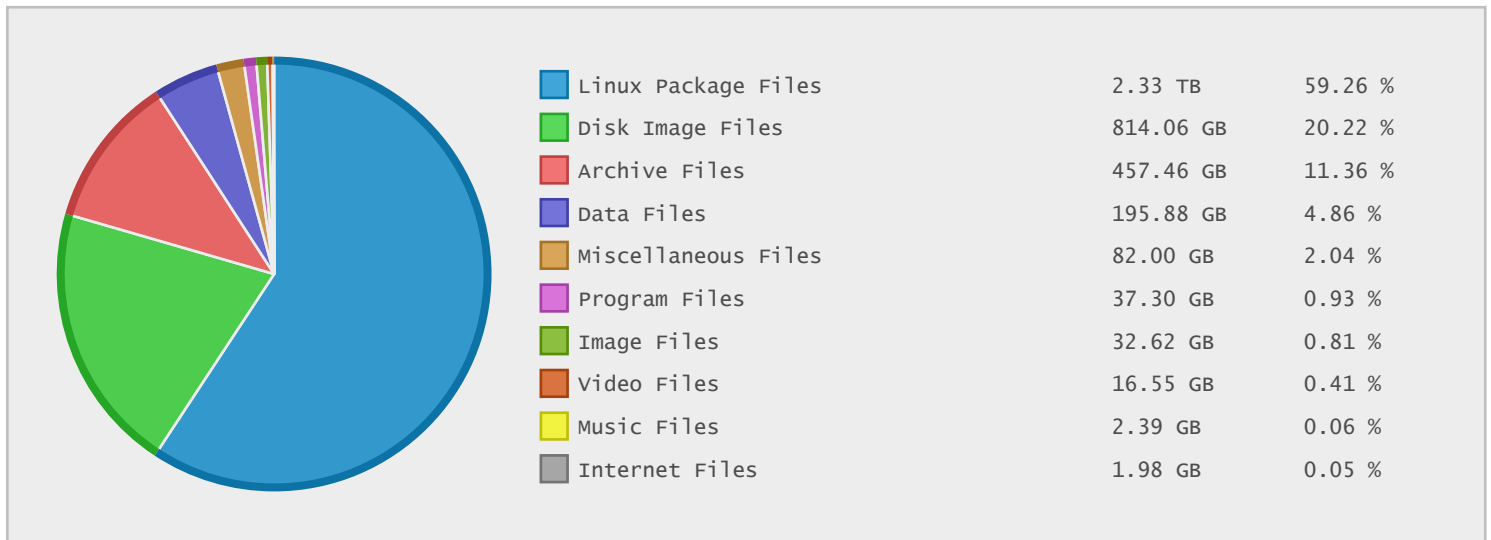 Linux Package Files 2.33 TB 59.26 %
Disk Image Files 814.06 GB 20.22 %
Archive Files 457.46 GB 11.36 %
Data Files 195.88 GB 4.86 %
Miscellaneous Files 82.00 GB 2.04 %
Program Files 37.30 GB 0.93 %
Image Files 32.62 GB 0.81 %
Video Files 16.55 GB 0.41 %
Music Files 2.39 GB 0.06 %
Internet Files 1.98 GB 0.05 %